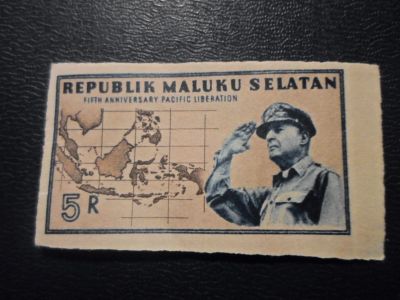 REPUBLIK MALUKU SELATAN
FIFTH ANNIVERSARY PACIFIC LIBERATION
5 R